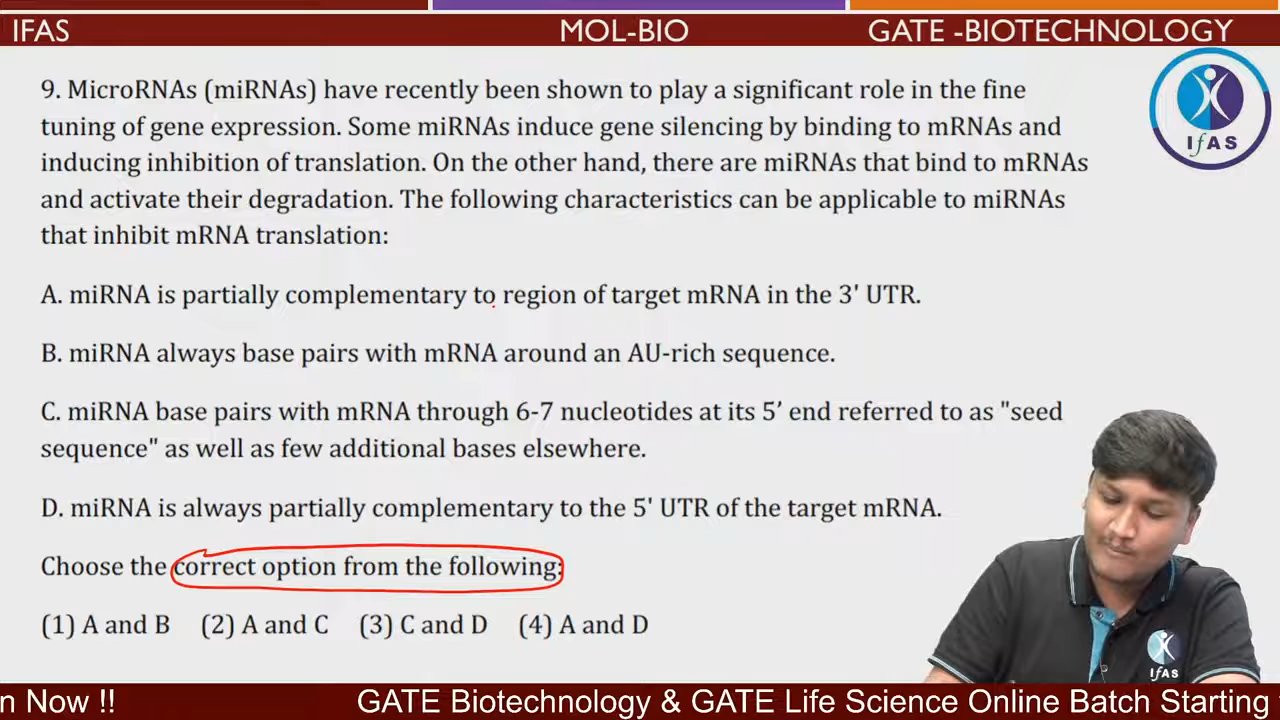 IFAS
MOL-BIO
GATE -BIOTECHNOLOGY
IfAS
9. MicroRNAs (miRNAs) have recently been shown to play a significant role in the fine
tuning of gene expression. Some miRNAs induce gene silencing by binding to mRNAs and
inducing inhibition of translation. On the other hand, there are miRNAs that bind to mRNAs
and activate their degradation. The following characteristics can be applicable to miRNAs
that inhibit mRNA translation:
A. miRNA is partially complementary to region of target mRNA in the 3' UTR.
B. miRNA always base pairs with mRNA around an AU-rich sequence.
C. miRNA base pairs with mRNA through 6-7 nucleotides at its 5’ end referred to as "seed
sequence" as well as few additional bases elsewhere.
D. miRNA is always partially complementary to the 5' UTR of the target mRNA.
Choose the correct option from the following:
(1) A and B (2) A and C (3) C and D (4) A and D
IfAS
n Now !!
GATE Biotechnology & GATE Life Science Online Batch Starting